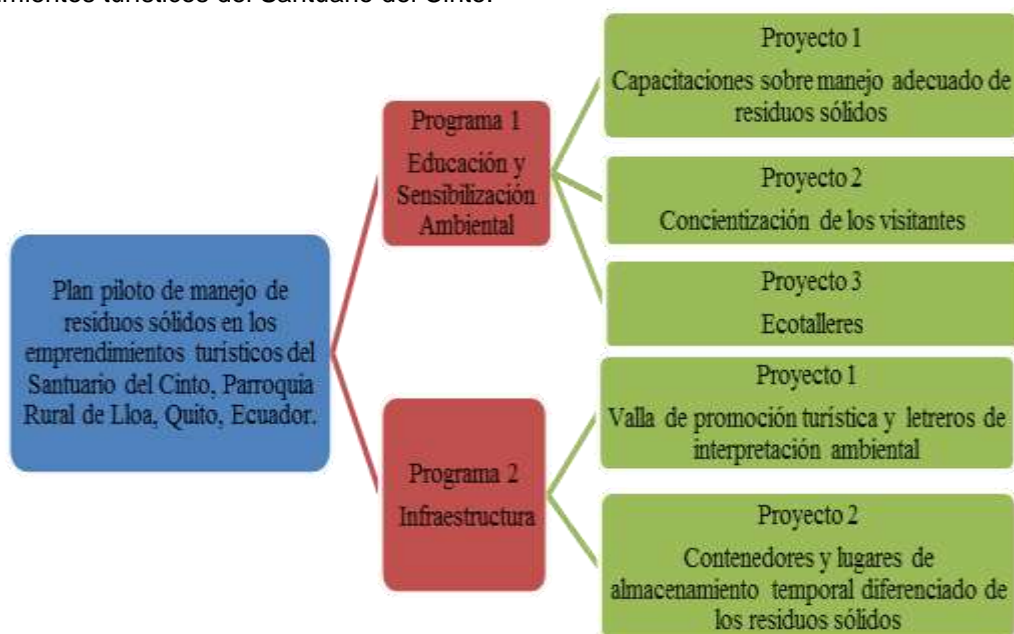 turísticos del Santuario del Cinto.
Proyecto 1
Capacitaciones sobre manejo adecuado de
residuos sólidos
Programa 1
Educación y
Sensibilización
Ambiental
Proyecto 2
Concientización de los visitantes
Proyecto 3
Ecotalleres
Plan piloto de manejo de
residuos sólidos en los
emprendimientos turísticos del
Santuario del Cinto, Parroquia
Rural de Lloa, Quito, Ecuador.
Programa 2
Infraestructura
Proyecto 1
Valla de promoción turística y letreros de
interpretación ambiental
Proyecto 2
Contenedores y lugares de
almacenamiento temporal diferenciado de
los residuos sólidos